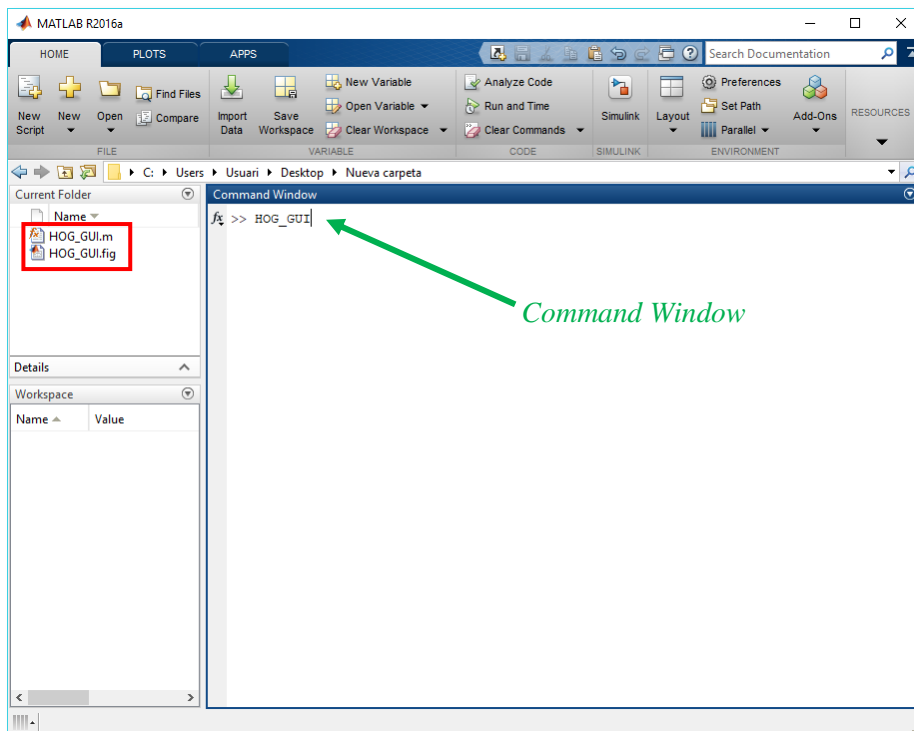 MATLAB R2016a
HOME PLOTS APPS
Search Documentation
New Script
New
Open
Find Files
Compare
FILE
Import Data
Save Workspace
New Variable
Open Variable
Clear Workspace
VARIABLE
Analyze Code
Run and Time
Clear Commands
CODE
Simulink
SIMULINK
Layout
Preferences
Set Path
Parallel
Add-Ons
ENVIRONMENT
RESOURCES
C: Users Usuari Desktop Nueva carpeta
Current Folder
Name
HOG_GUI.m
HOG_GUI.fig
Details
Workspace
Name Value
Command Window
fx >> HOG_GUI
Command Window